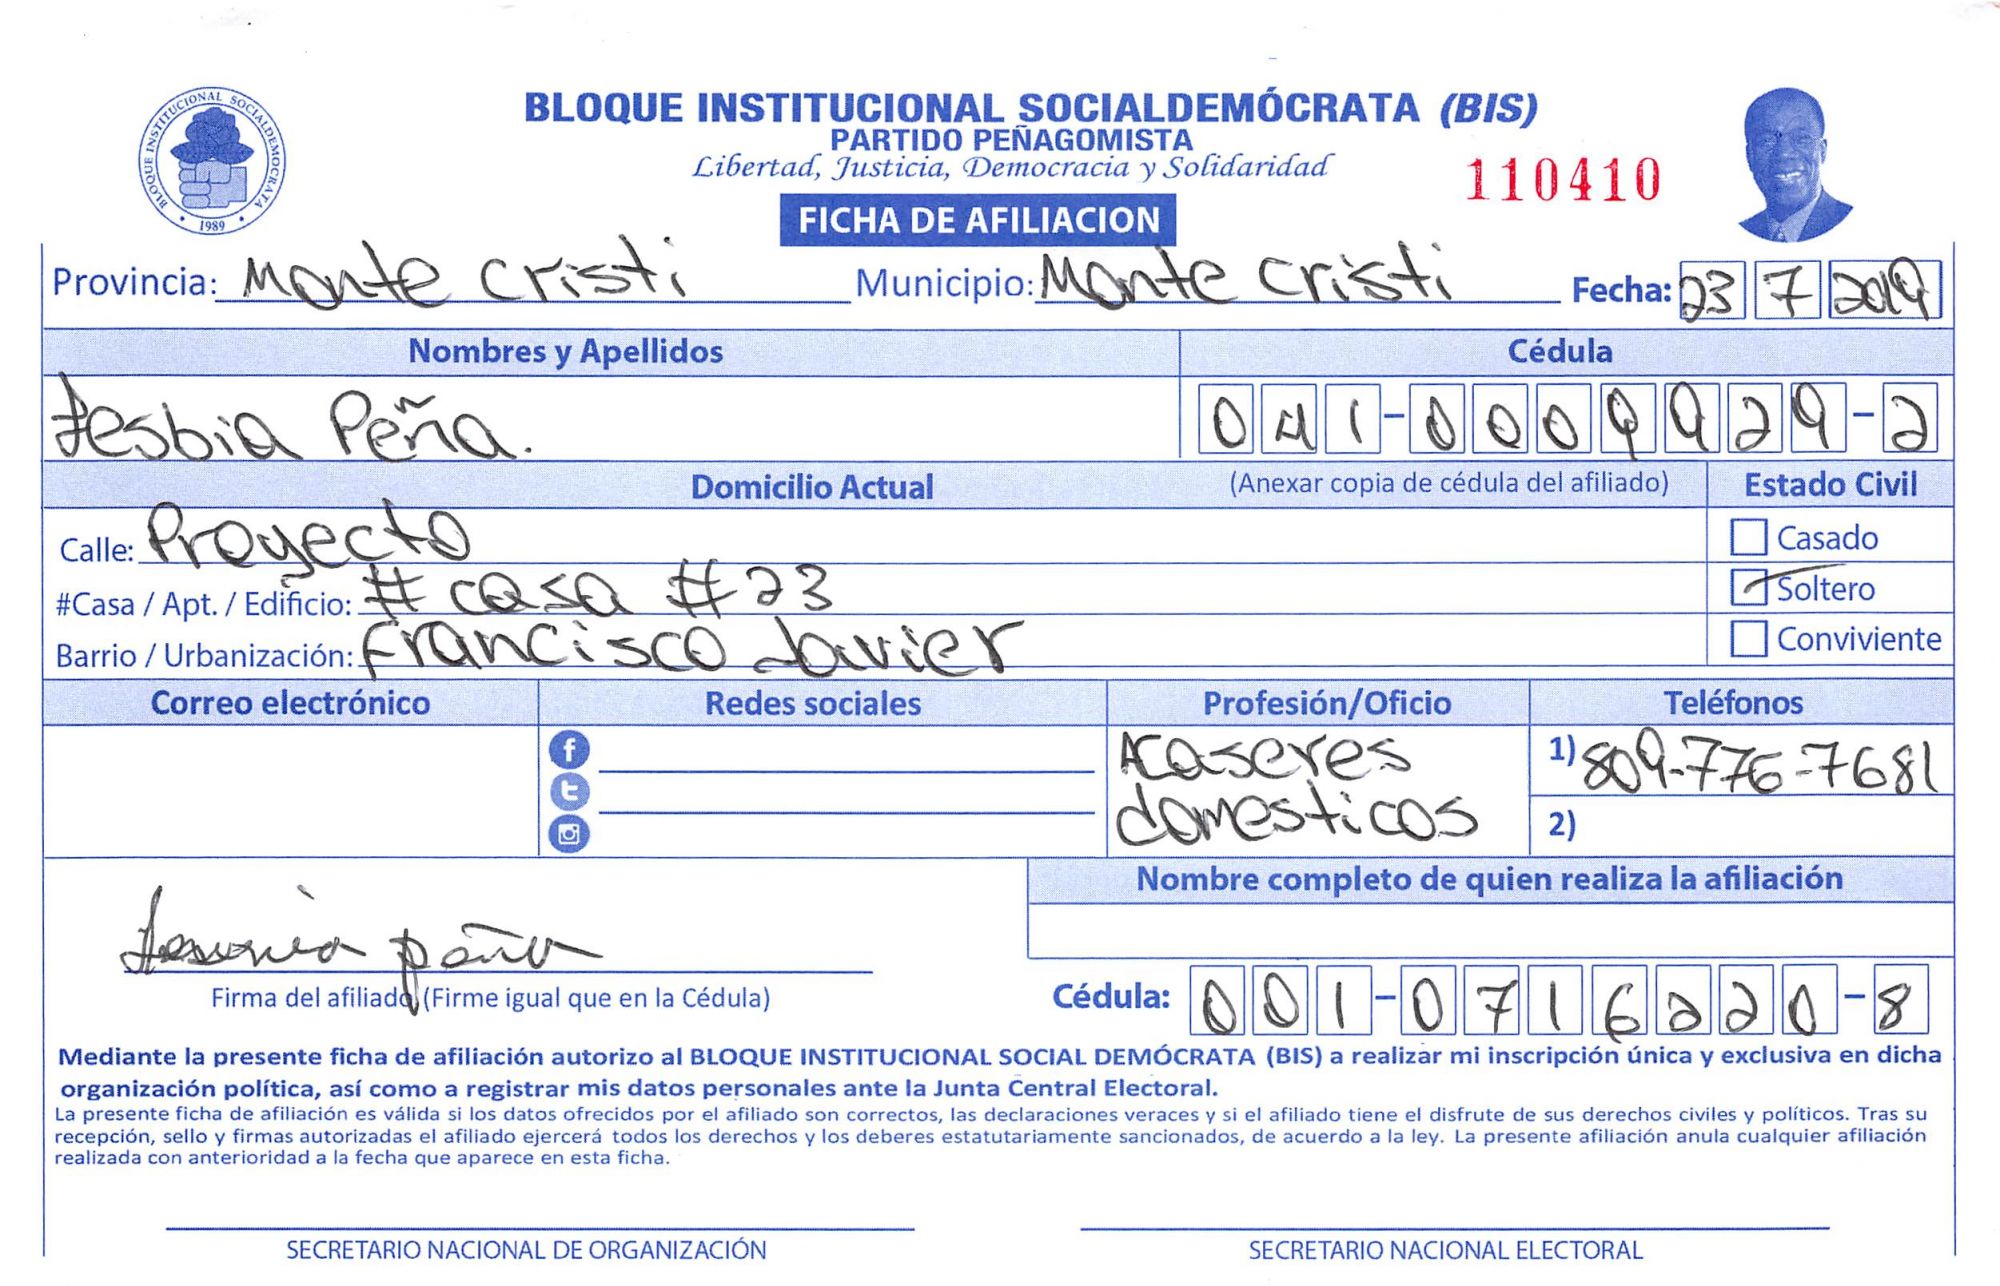 BLOQUE INSTITUCIONAL SOCIALDEMOCRATA
1989
BLOQUE INSTITUCIONAL SOCIALDEMÓCRATA (BIS)
PARTIDO PEÑAGOMISTA
Libertad, Justicia, Democracia y Solidaridad
110410
FICHA DE AFILIACION
Provincia: Monte Cristi Municipio: Monte Cristi Fecha: 23 7 2019
Nombres y Apellidos Cédula
Jesbia Peña. 041-0009929-2
Domicilio Actual (Anexar copia de cédula del afiliado) Estado Civil
Calle: Proyecto Casado
#Casa / Apt. / Edificio: # casa #23 Soltero
Barrio / Urbanización: Francisco Javier Conviviente
Correo electrónico Redes sociales Profesión/Oficio Teléfonos
Acaseres 1) 809-776-7681
domesticos 2)
Nombre completo de quien realiza la afiliación
peña
Firma del afiliado (Firme igual que en la Cédula) Cédula: 001-0716220-8
Mediante la presente ficha de afiliación autorizo al BLOQUE INSTITUCIONAL SOCIAL DEMÓCRATA (BIS) a realizar mi inscripción única y exclusiva en dicha
organización política, así como a registrar mis datos personales ante la Junta Central Electoral.
La presente ficha de afiliación es válida si los datos ofrecidos por el afiliado son correctos, las declaraciones veraces y si el afiliado tiene el disfrute de sus derechos civiles y políticos. Tras su
recepción, sello y firmas autorizadas el afiliado ejercerá todos los derechos y los deberes estatutariamente sancionados, de acuerdo a la ley. La presente afiliación anula cualquier afiliación
realizada con anterioridad a la fecha que aparece en esta ficha.
SECRETARIO NACIONAL DE ORGANIZACIÓN SECRETARIO NACIONAL ELECTORAL